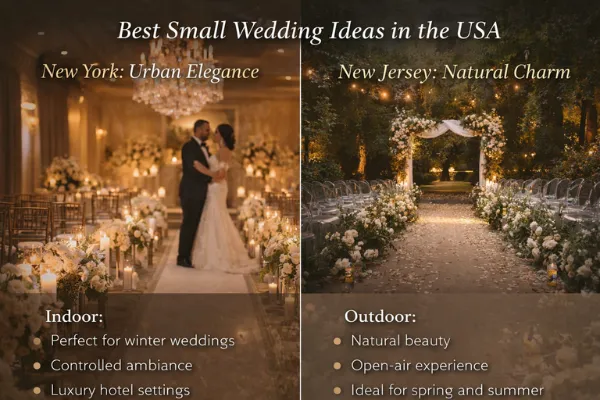 Best Small Wedding Ideas in the USA
New York: Urban Elegance
New Jersey: Natural Charm
Indoor:
• Perfect for winter weddings
• Controlled ambiance
• Luxury hotel settings
Outdoor:
• Natural beauty
• Open-air experience
• Ideal for spring and summer